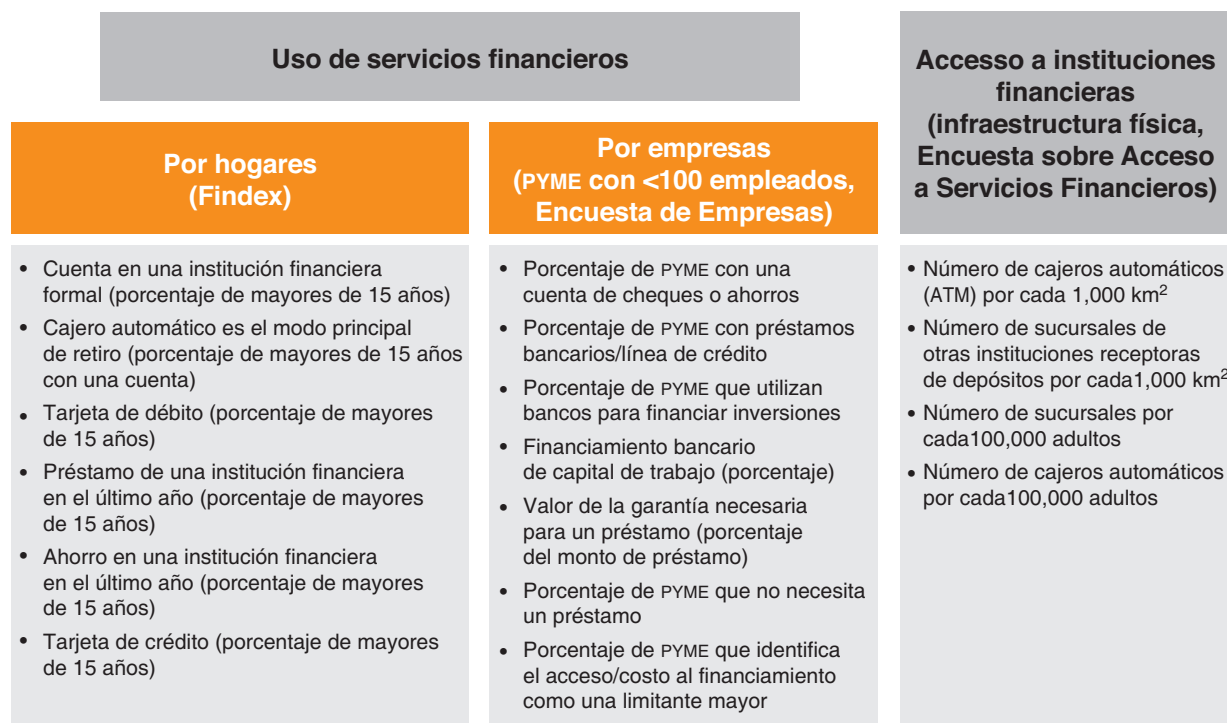 Uso de servicios financieros
Por hogares
(Findex)
• Cuenta en una institución financiera
formal (porcentaje de mayores de 15 años)
• Cajero automático es el modo principal
de retiro (porcentaje de mayores de 15 años
con una cuenta)
• Tarjeta de débito (porcentaje de mayores
de 15 años)
• Préstamo de una institución financiera
en el último año (porcentaje de mayores
de 15 años)
• Ahorro en una institución financiera
en el último año (porcentaje de mayores
de 15 años)
• Tarjeta de crédito (porcentaje de mayores
de 15 años)
Por empresas
(PYME con <100 empleados,
Encuesta de Empresas)
• Porcentaje de PYME con una
cuenta de cheques o ahorros
• Porcentaje de PYME con préstamos
bancarios/línea de crédito
• Porcentaje de PYME que utilizan
bancos para financiar inversiones
• Financiamiento bancario
de capital de trabajo (porcentaje)
• Valor de la garantía necesaria
para un préstamo (porcentaje
del monto de préstamo)
• Porcentaje de PYME que no necesita
un préstamo
• Porcentaje de PYME que identifica
el acceso/costo al financiamiento
como una limitante mayor
Accesso a instituciones
financieras
(infraestructura física,
Encuesta sobre Acceso
a Servicios Financieros)
• Número de cajeros automáticos
(ATM) por cada 1,000 km²
• Número de sucursales de
otras instituciones receptoras
de depósitos por cada1,000 km²
• Número de sucursales por
cada100,000 adultos
• Número de cajeros automáticos
por cada100,000 adultos